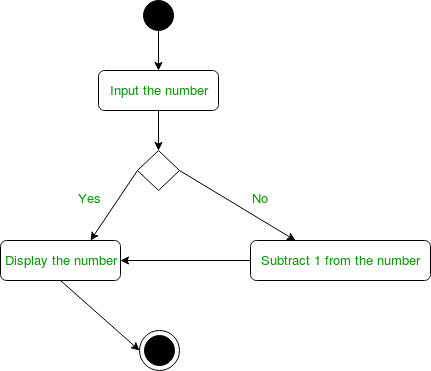 Input the number
Yes
No
Display the number
Subtract 1 from the number